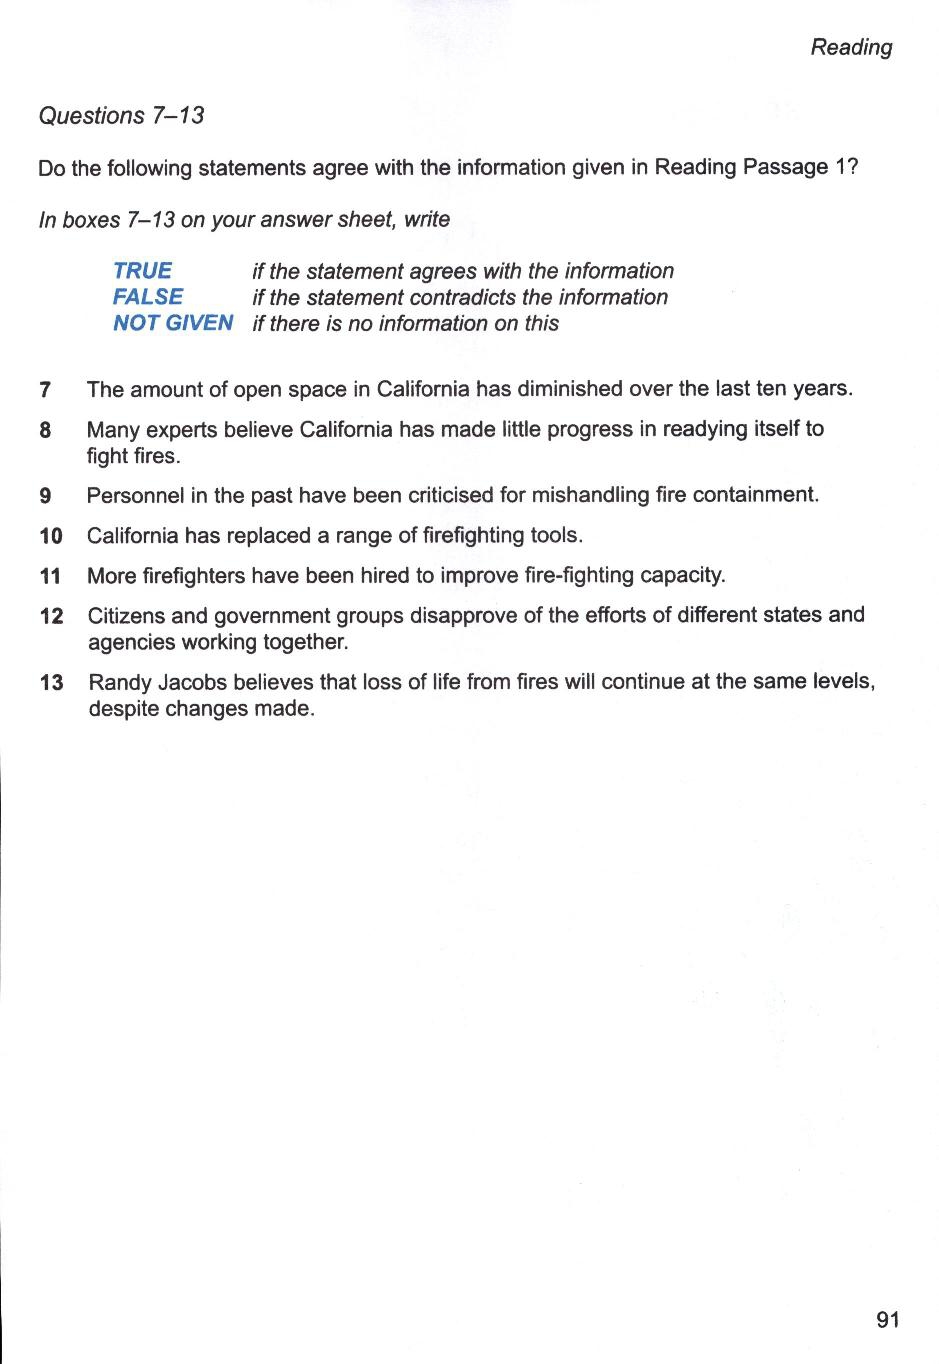 Reading
Questions 7–13
Do the following statements agree with the information given in Reading Passage 1?
In boxes 7–13 on your answer sheet, write
TRUE if the statement agrees with the information
FALSE if the statement contradicts the information
NOT GIVEN if there is no information on this
7 The amount of open space in California has diminished over the last ten years.
8 Many experts believe California has made little progress in readying itself to
fight fires.
9 Personnel in the past have been criticised for mishandling fire containment.
10 California has replaced a range of firefighting tools.
11 More firefighters have been hired to improve fire-fighting capacity.
12 Citizens and government groups disapprove of the efforts of different states and
agencies working together.
13 Randy Jacobs believes that loss of life from fires will continue at the same levels,
despite changes made.
91